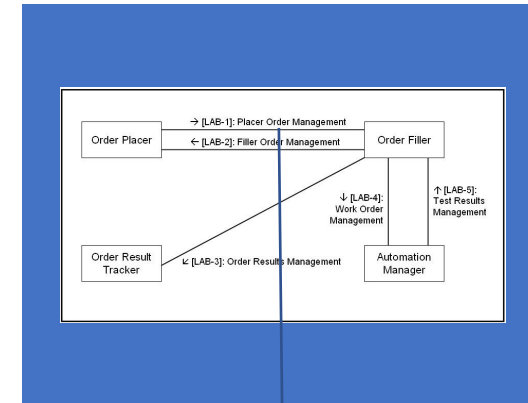 → [LAB-1]: Placer Order Management
Order Placer
← [LAB-2]: Filler Order Management
Order Filler
↓ [LAB-4]:
Work Order
Management
↑ [LAB-5]:
Test Results
Management
Order Result
Tracker
↙ [LAB-3]: Order Results Management
Automation
Manager